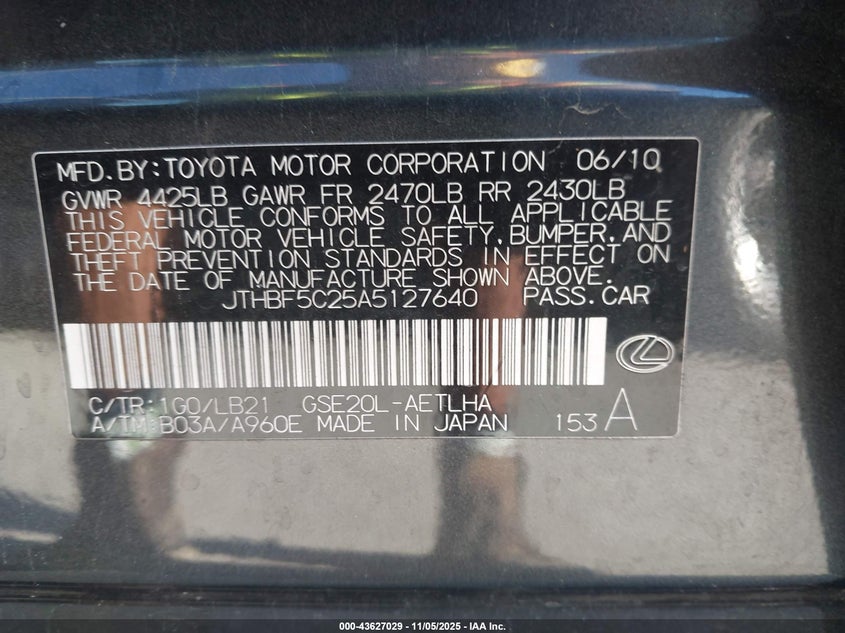 MFD.BY:TOYOTA MOTOR CORPORATION 06/10
GVWR 4425LB GAWR FR 2470LB RR 2430LB
THIS VEHICLE CONFORMS TO ALL APPLICABLE
FEDERAL MOTOR VEHICLE SAFETY,BUMPER,AND
THEFT PREVENTION STANDARDS IN EFFECT ON
THE DATE OF MANUFACTURE SHOWN ABOVE.
JTHBF5C25A5127640 PASS.CAR
C/TR:1G0/LB21 GSE20L-AETLHA
A/TM:B03A/A960E MADE IN JAPAN 153 A
000-43627029 - 11/05/2025 - IAA Inc.